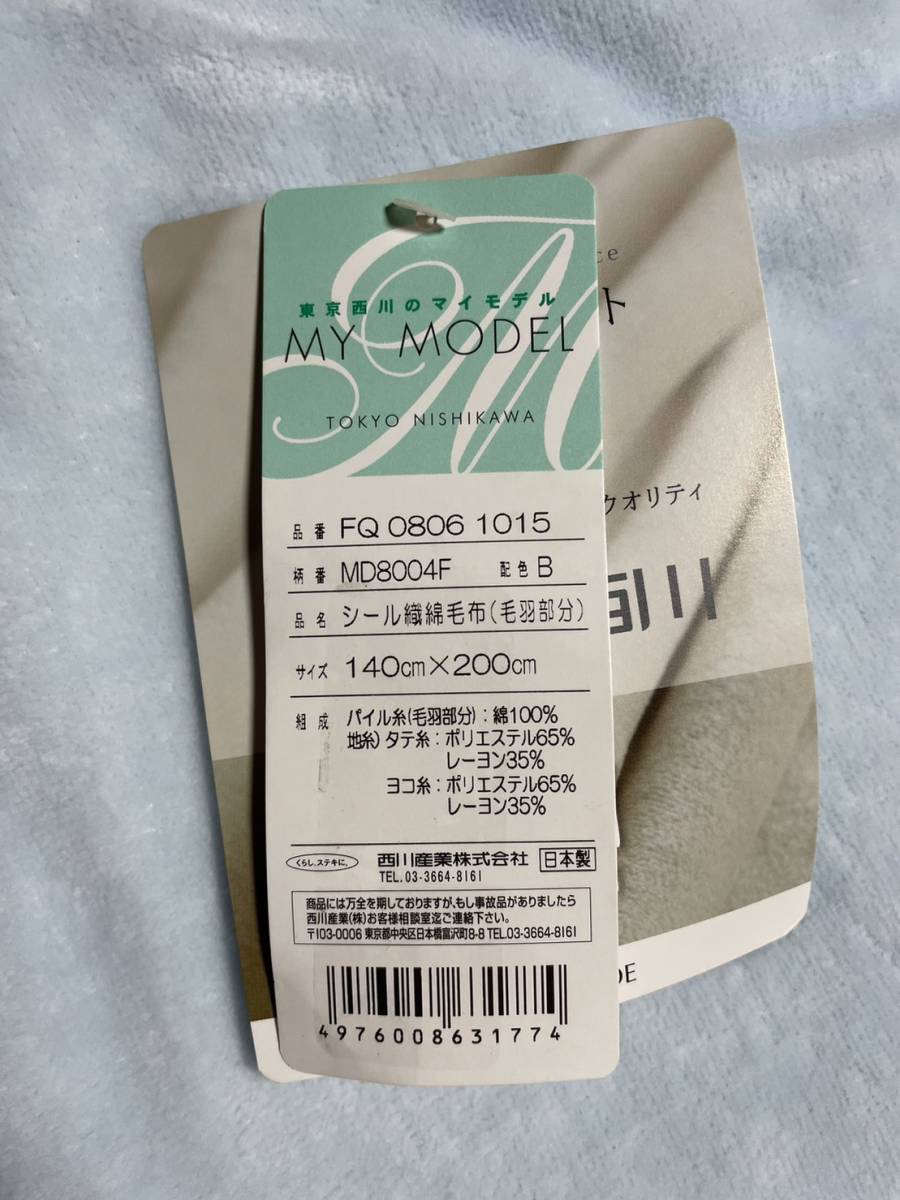 東京西川のマイモデル
MY MODEL
TOKYO NISHIKAWA
品番 FQ 0806 1015
柄番 MD8004F 配色 B
品名 シール織綿毛布(毛羽部分)
サイズ 140cm×200cm
組成 パイル糸(毛羽部分):綿100%
地糸)タテ糸:ポリエステル65%
レーヨン35%
ヨコ糸:ポリエステル65%
レーヨン35%
くらし、ステキに。 西川産業株式会社 日本製
TEL.03-3664-8161
商品には万全を期しておりますが、もし事故品がありましたら
西川産業(株)お客様相談室迄ご連絡下さい。
〒103-0006 東京都中央区日本橋富沢町8-8 TEL.03-3664-8161
4976008631774
ce
ト
クオリティ
川
DE